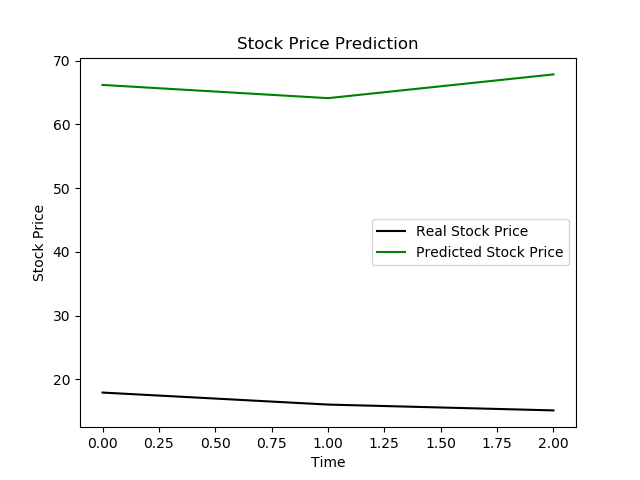 Stock Price Prediction
70
60
50
40
30
20
Stock Price
Real Stock Price
Predicted Stock Price
0.00 0.25 0.50 0.75 1.00 1.25 1.50 1.75 2.00
Time